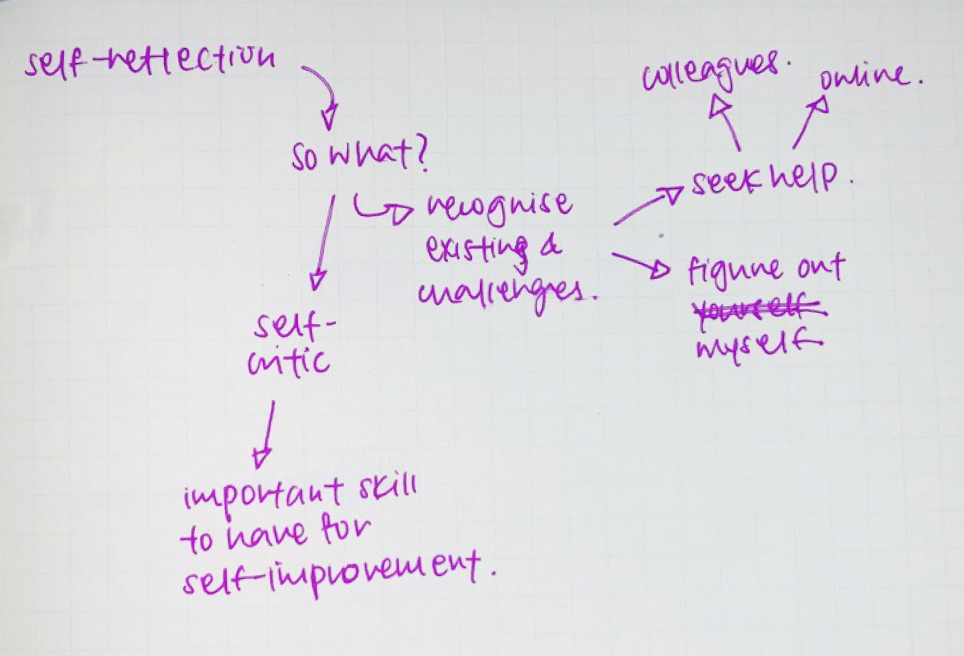 self-reflection
so what?
recognise
existing &
challenges.
seek help.
colleagues.
online.
figure out
yourself
myself
self-
critic
important skill
to have for
self-improvement.